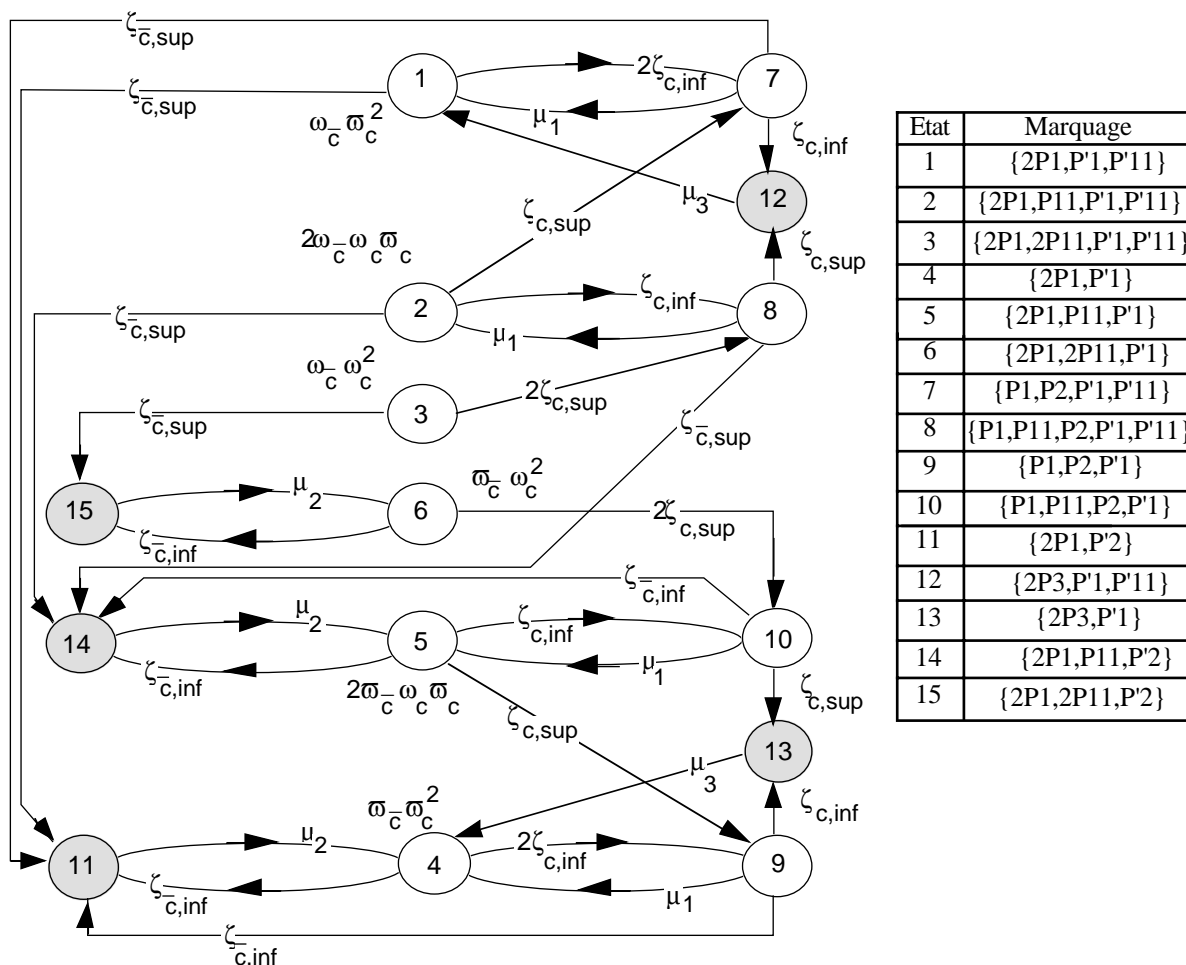 ζc̅,sup
1
2ζc,inf
7
ζc̅,sup
μ1
ωc̅ ϖc²
ζc,inf
μ3
12
ζc,sup
2ωc̅ ωc ϖc
ζc,sup
2
ζc,inf
8
ζc̅,sup
μ1
ωc̅ ωc²
3
2ζc,sup
ζc̅,sup
ζc̅,sup
15
μ2
6
ϖc̅ ωc²
2ζc,sup
ζc̅,inf
ζc̅,inf
14
μ2
5
ζc,inf
10
ζc̅,inf
μ1
2ϖc̅ ωc ϖc
ζc,sup
ζc,sup
13
μ3
ϖc̅ ϖc²
ζc,inf
11
μ2
4
2ζc,inf
9
ζc̅,inf
μ1
ζc̅,inf
Etat Marquage
1 {2P1,P'1,P'11}
2 {2P1,P11,P'1,P'11}
3 {2P1,2P11,P'1,P'11}
4 {2P1,P'1}
5 {2P1,P11,P'1}
6 {2P1,2P11,P'1}
7 {P1,P2,P'1,P'11}
8 {P1,P11,P2,P'1,P'11}
9 {P1,P2,P'1}
10 {P1,P11,P2,P'1}
11 {2P1,P'2}
12 {2P3,P'1,P'11}
13 {2P3,P'1}
14 {2P1,P11,P'2}
15 {2P1,2P11,P'2}